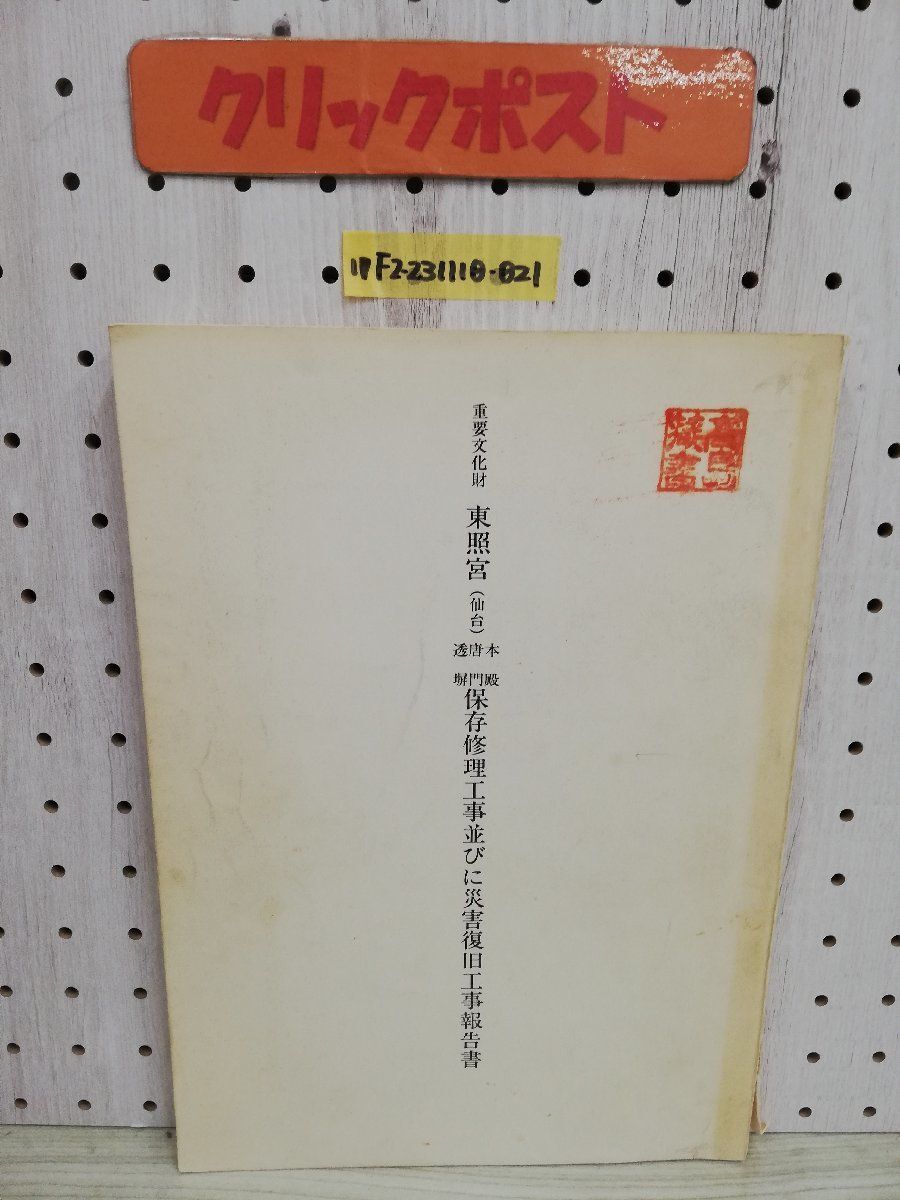 クリックポスト
1F2-231110-021
重要文化財 東照宮(仙台)本殿唐門透塀保存修理工事並びに災害復旧工事報告書